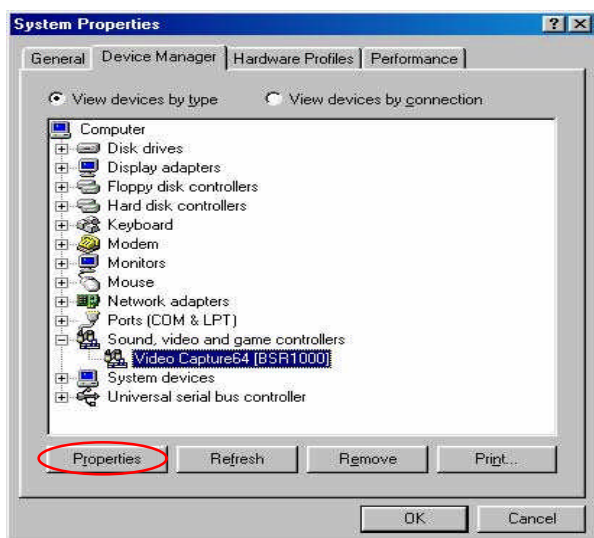 System Properties
General Device Manager Hardware Profiles Performance
View devices by type View devices by connection
Computer
Disk drives
Display adapters
Floppy disk controllers
Hard disk controllers
Keyboard
Modem
Monitors
Mouse
Network adapters
Ports (COM & LPT)
Sound, video and game controllers
Video Capture64 [BSR1000]
System devices
Universal serial bus controller
Properties Refresh Remove Print...
OK Cancel